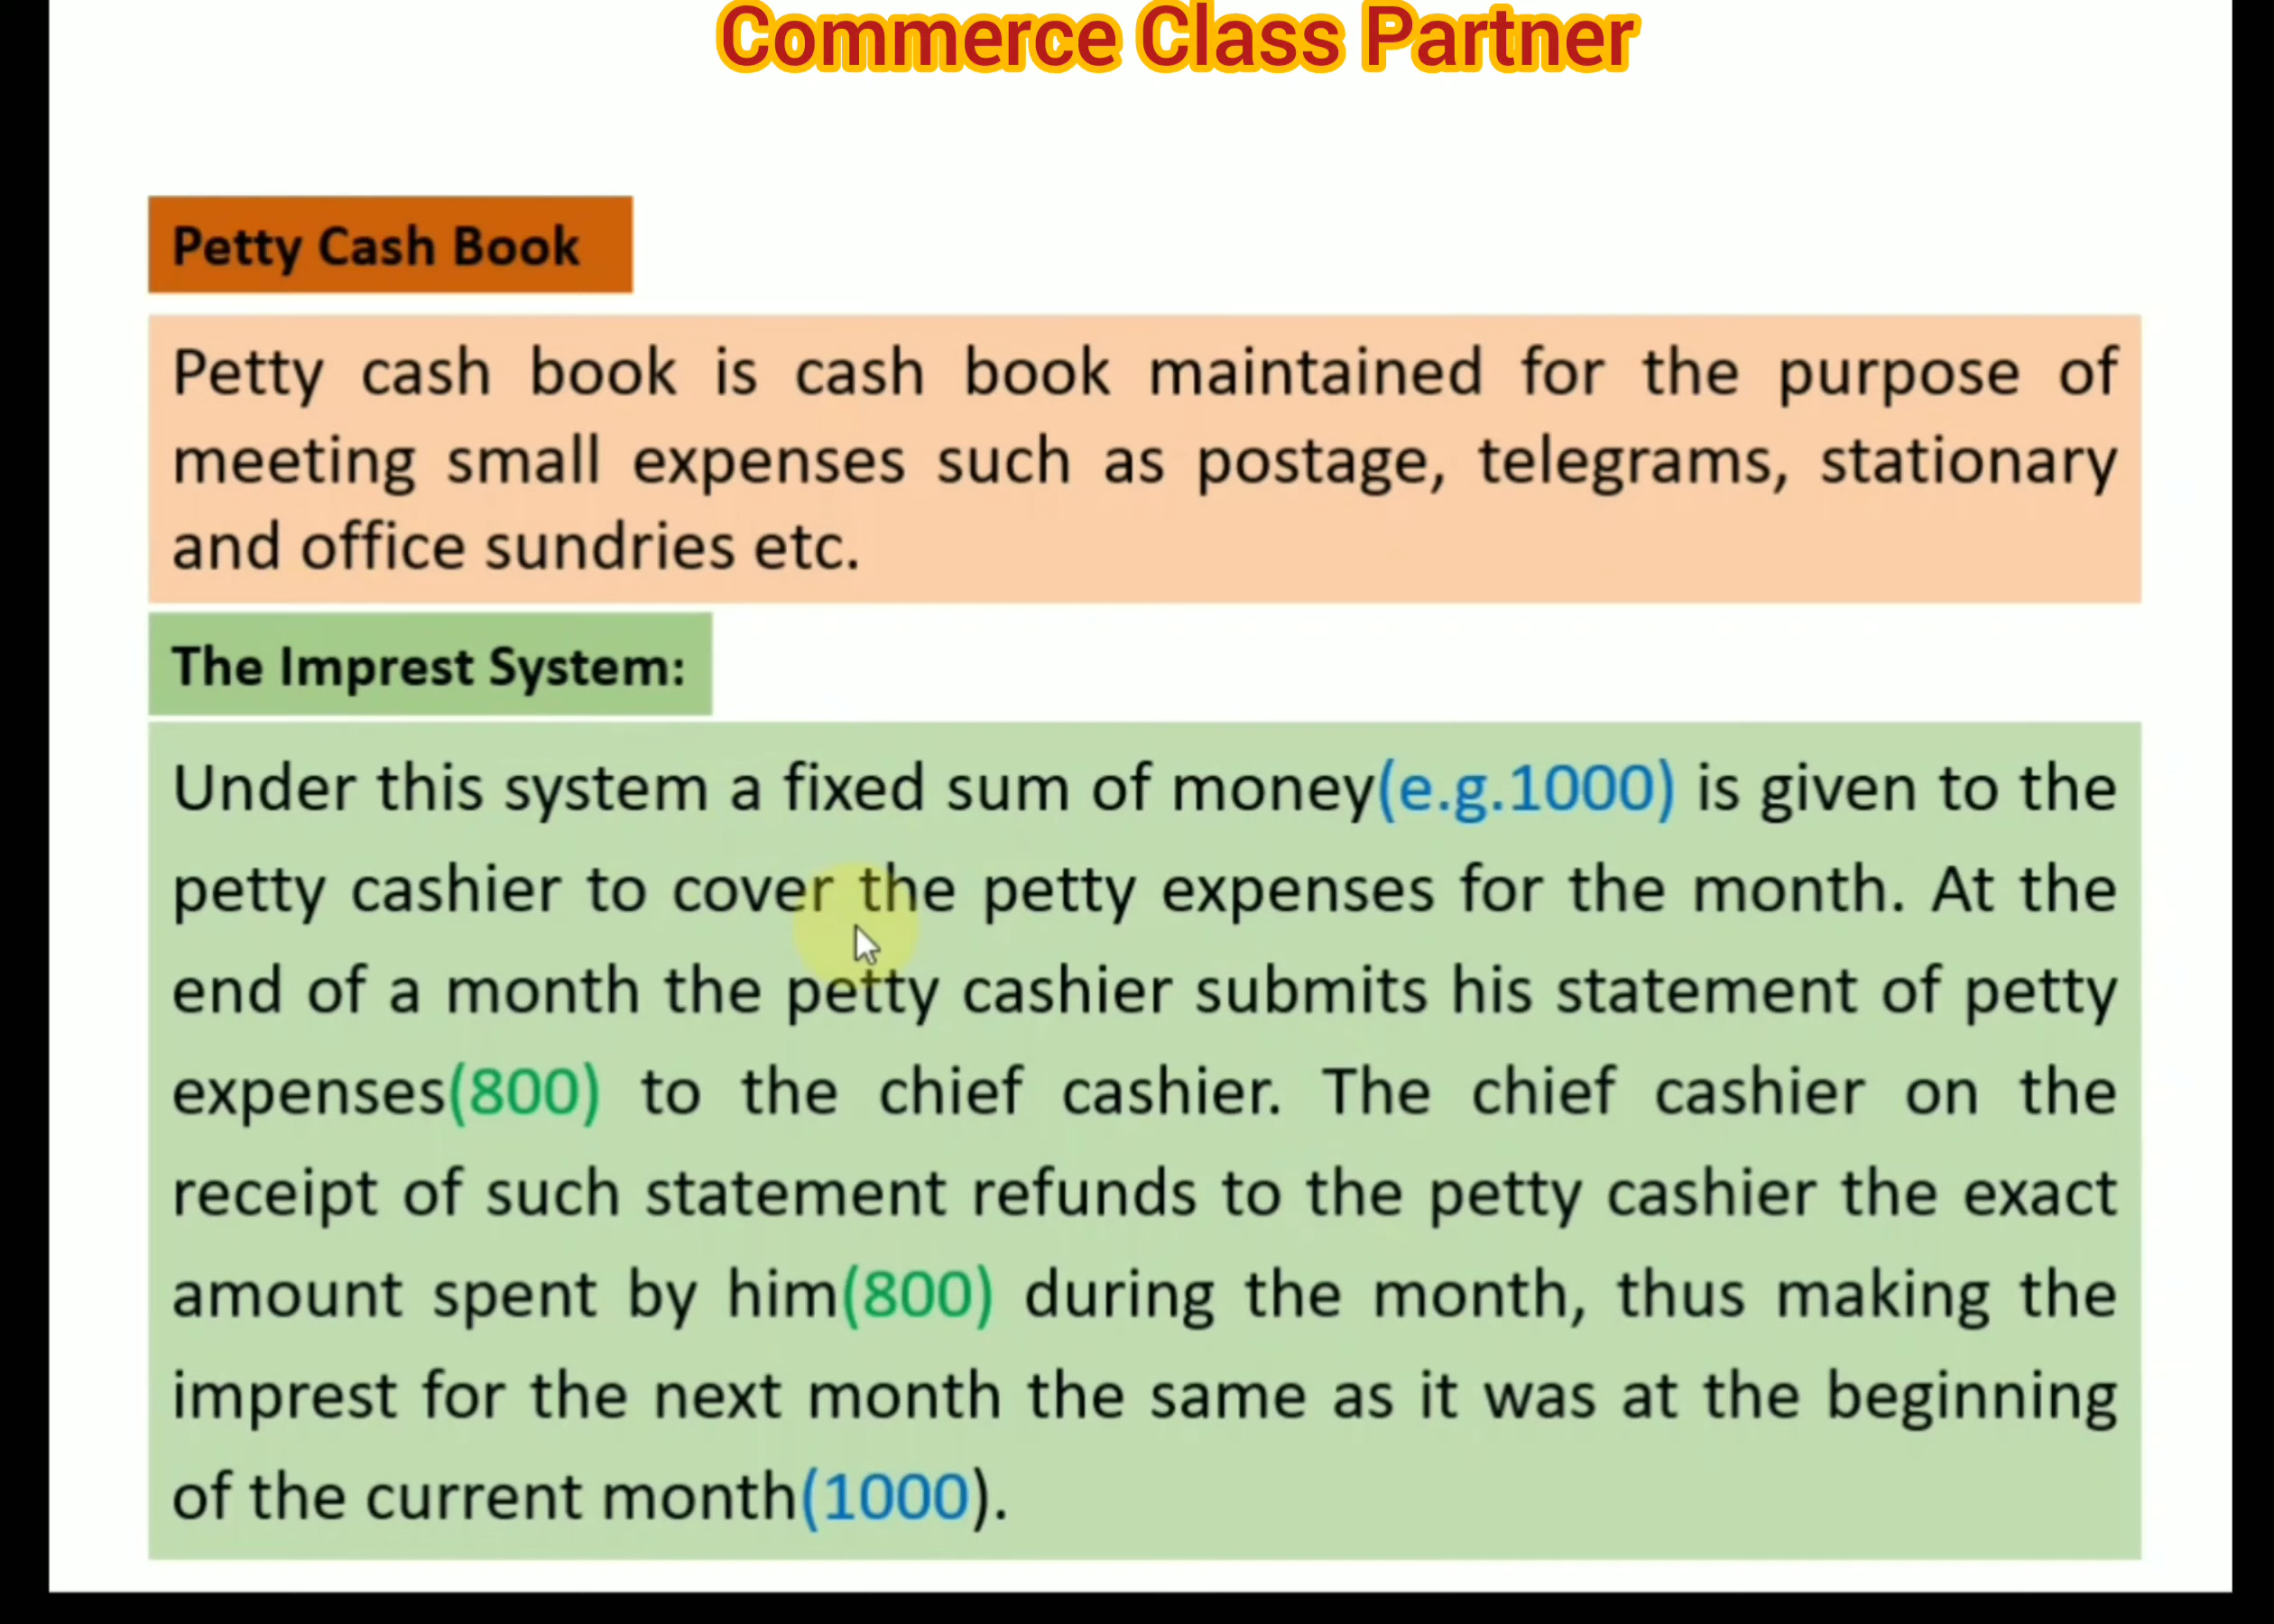 Commerce Class Partner
Petty Cash Book
Petty cash book is cash book maintained for the purpose of
meeting small expenses such as postage, telegrams, stationary
and office sundries etc.
The Imprest System:
Under this system a fixed sum of money(e.g.1000) is given to the
petty cashier to cover the petty expenses for the month. At the
end of a month the petty cashier submits his statement of petty
expenses(800) to the chief cashier. The chief cashier on the
receipt of such statement refunds to the petty cashier the exact
amount spent by him(800) during the month, thus making the
imprest for the next month the same as it was at the beginning
of the current month(1000).